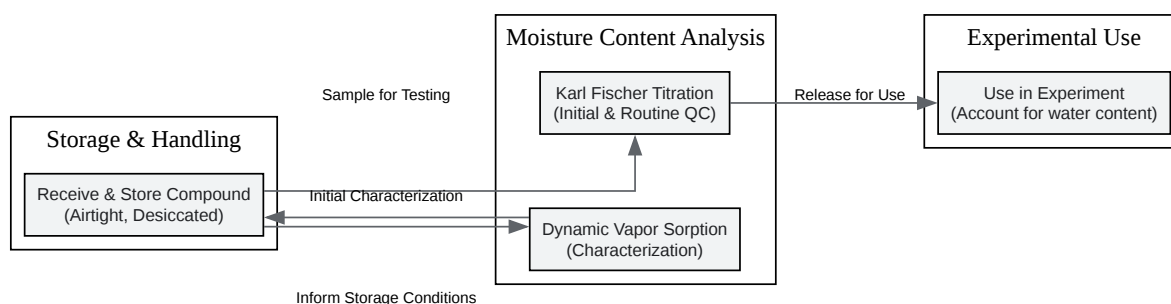 Moisture Content Analysis
Experimental Use
Sample for Testing
Karl Fischer Titration
(Initial & Routine QC)
Release for Use
Use in Experiment
(Account for water content)
Storage & Handling
Receive & Store Compound
(Airtight, Desiccated)
Initial Characterization
Dynamic Vapor Sorption
(Characterization)
Inform Storage Conditions